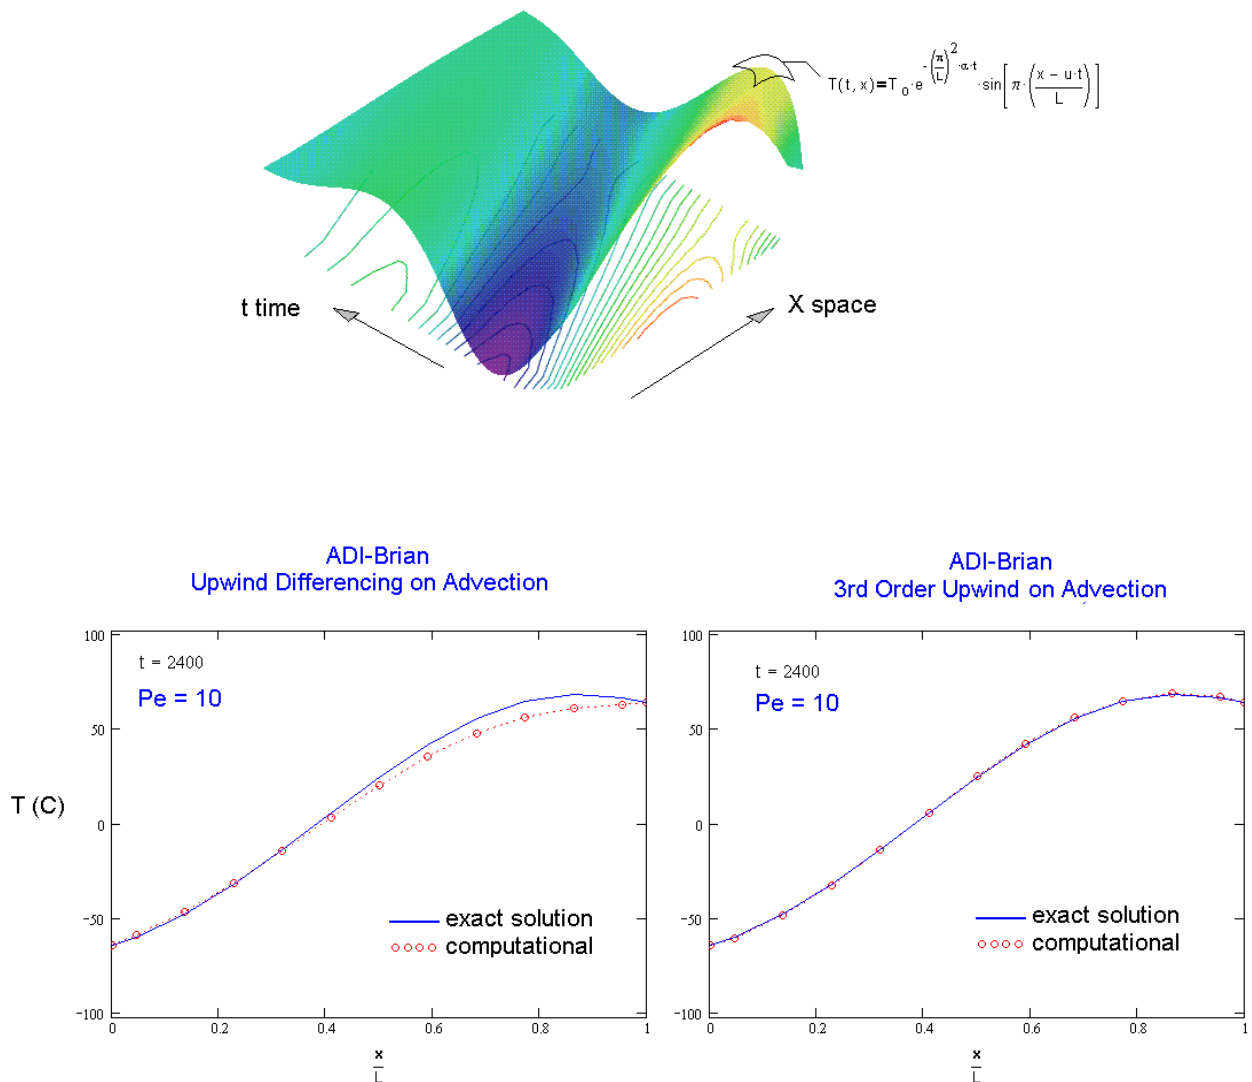 T(t, x)=T0·e^-(π/L)^2·α·t·sin[π·((x − u·t)/L)]
t time
X space
ADI-Brian
Upwind Differencing on Advection
100
50
0
−50
−100
T (C)
t = 2400
Pe = 10
exact solution
computational
0
0.2
0.4
0.6
0.8
1
x
L
ADI-Brian
3rd Order Upwind on Advection
100
50
0
−50
−100
t = 2400
Pe = 10
exact solution
computational
0
0.2
0.4
0.6
0.8
1
x
L